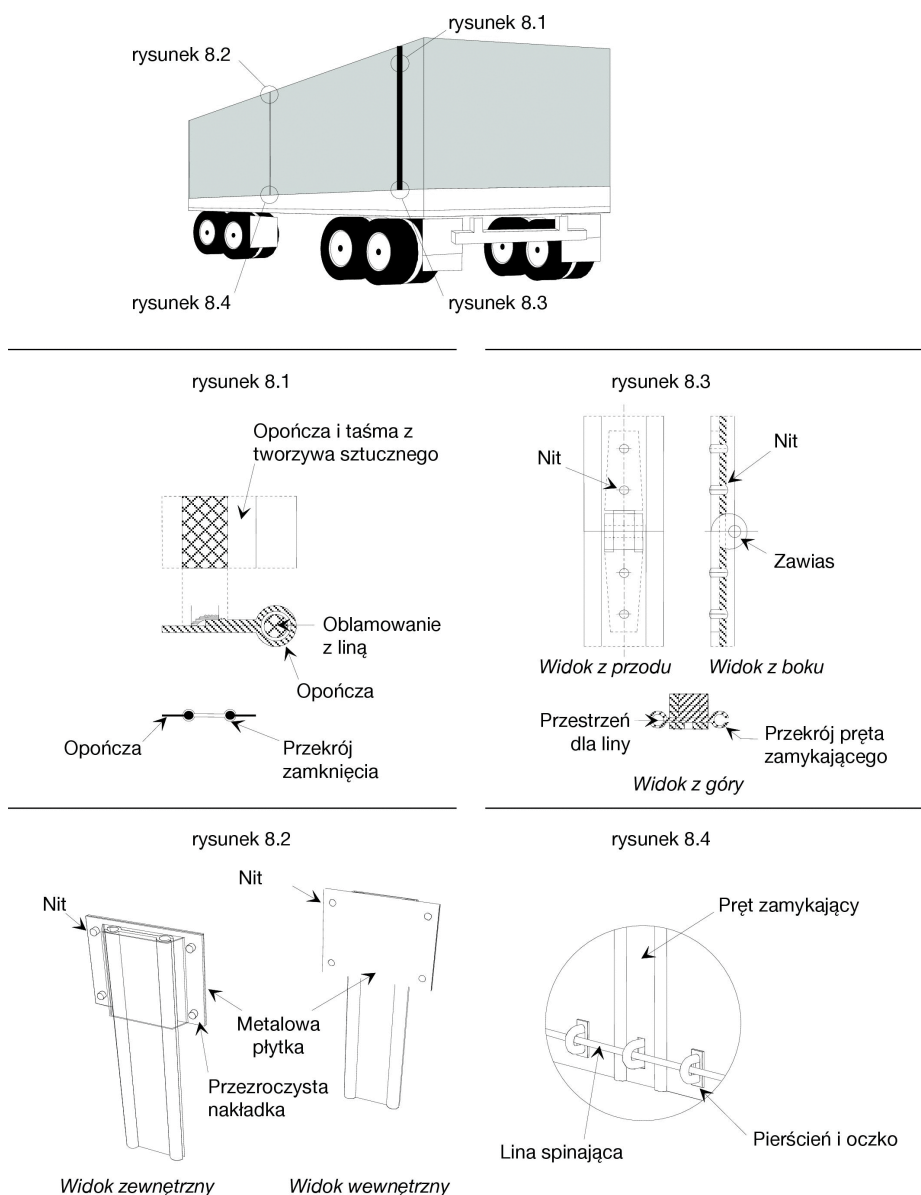 rysunek 8.1
rysunek 8.2
rysunek 8.4
rysunek 8.3
rysunek 8.1
Opończa i taśma z
tworzywa sztucznego
Oblamowanie
z liną
Opończa
Opończa
Przekrój
zamknięcia
rysunek 8.3
Nit
Nit
Zawias
Widok z przodu
Widok z boku
Przestrzeń
dla liny
Przekrój pręta
zamykającego
Widok z góry
rysunek 8.2
Nit
Nit
Metalowa
płytka
Przezroczysta
nakładka
Widok zewnętrzny
Widok wewnętrzny
rysunek 8.4
Pręt zamykający
Lina spinająca
Pierścień i oczko